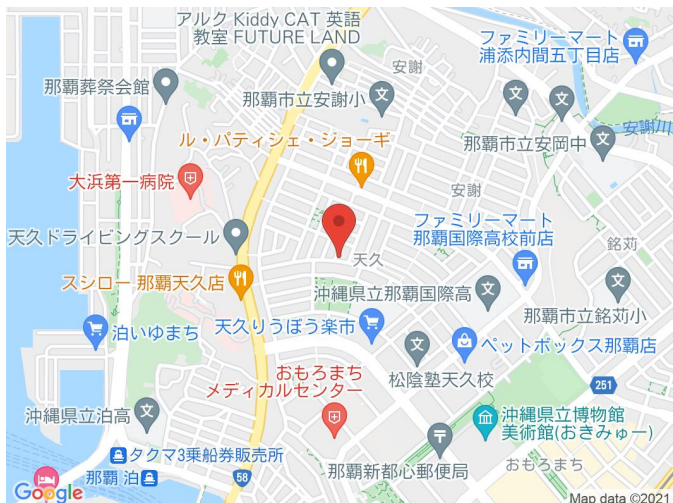 アルク Kiddy CAT 英語
教室 FUTURE LAND
ファミリーマート
浦添内間五丁目店
安謝
那覇葬祭会館
那覇市立安謝小
安謝川
那覇市立安岡中
ル・パティシェ・ジョーギ
大浜第一病院
安謝
ファミリーマート
那覇国際高校前店
天久ドライビングスクール
天久
銘苅
スシロー 那覇天久店
沖縄県立那覇国際高
那覇市立銘苅小
泊いゆまち
天久りうぼう楽市
ペットボックス那覇店
松陰塾天久校
おもろまち
メディカルセンター
251
沖縄県立泊高
沖縄県立博物館
美術館(おきみゅー)
タクマ3乗船券販売所
58
那覇 泊
那覇新都心郵便局
おもろまち
Google
Map data ©2021
文
文
文
文
文
文
文